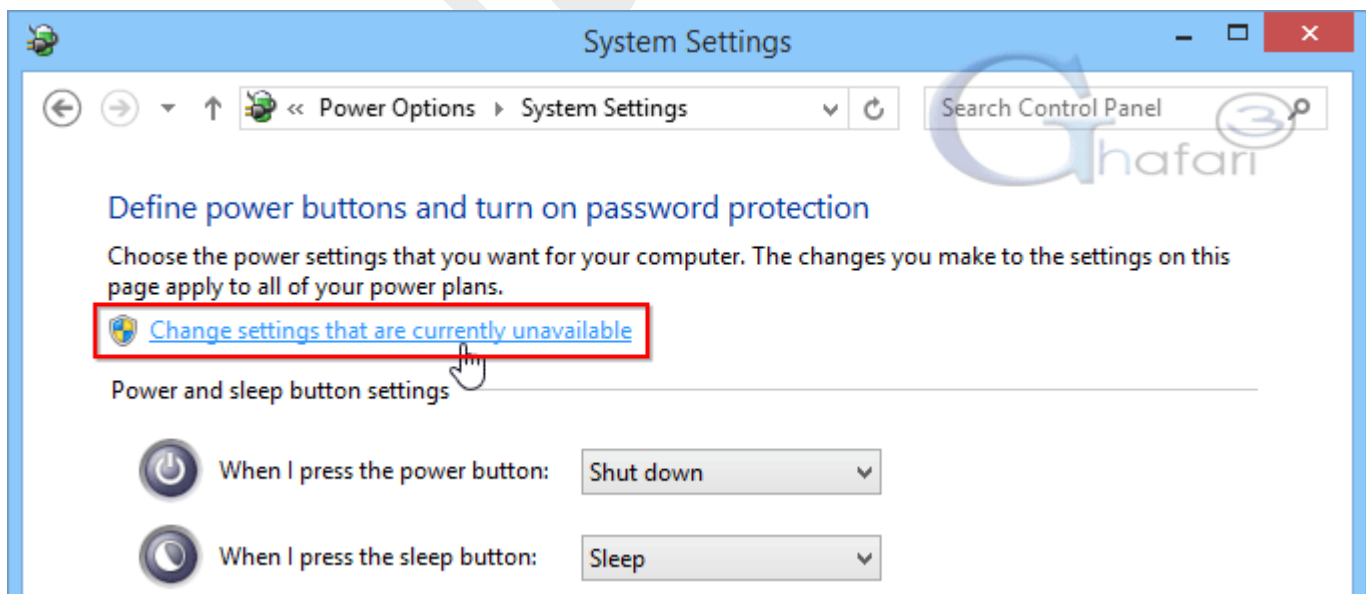 System Settings
« Power Options ▸ System Settings
Search Control Panel
Ghafari3
Define power buttons and turn on password protection
Choose the power settings that you want for your computer. The changes you make to the settings on this
page apply to all of your power plans.
Change settings that are currently unavailable
Power and sleep button settings
When I press the power button: Shut down
When I press the sleep button: Sleep